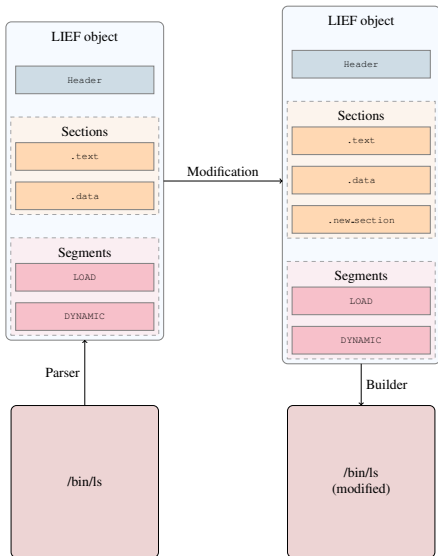 LIEF object
Header
Sections
.text
.data
Segments
LOAD
DYNAMIC
Parser
/bin/ls
Modification
LIEF object
Header
Sections
.text
.data
.new_section
Segments
LOAD
DYNAMIC
Builder
/bin/ls
(modified)